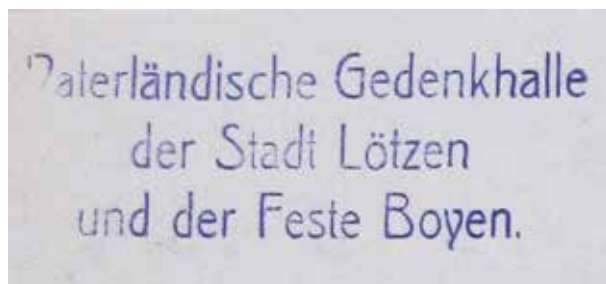 Vaterländische Gedenkhalle
der Stadt Lötzen
und der Feste Boyen.